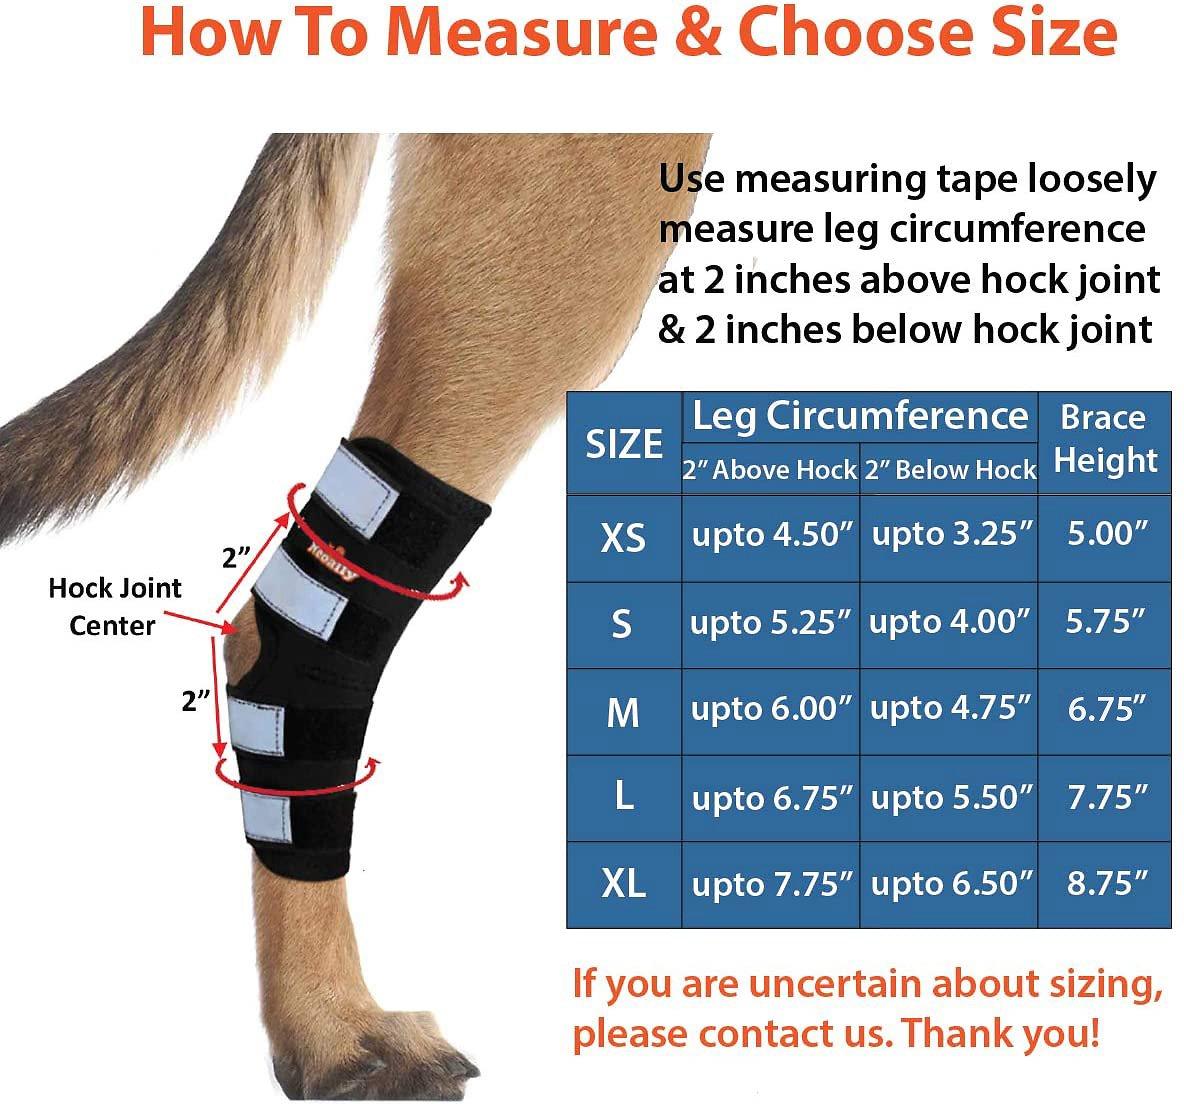 How To Measure & Choose Size
Use measuring tape loosely
measure leg circumference
at 2 inches above hock joint
& 2 inches below hock joint
SIZE Leg Circumference Brace Height
2” Above Hock 2” Below Hock
XS upto 4.50” upto 3.25” 5.00”
S upto 5.25” upto 4.00” 5.75”
M upto 6.00” upto 4.75” 6.75”
L upto 6.75” upto 5.50” 7.75”
XL upto 7.75” upto 6.50” 8.75”
Neoally
2”
Hock Joint
Center
2”
If you are uncertain about sizing,
please contact us. Thank you!